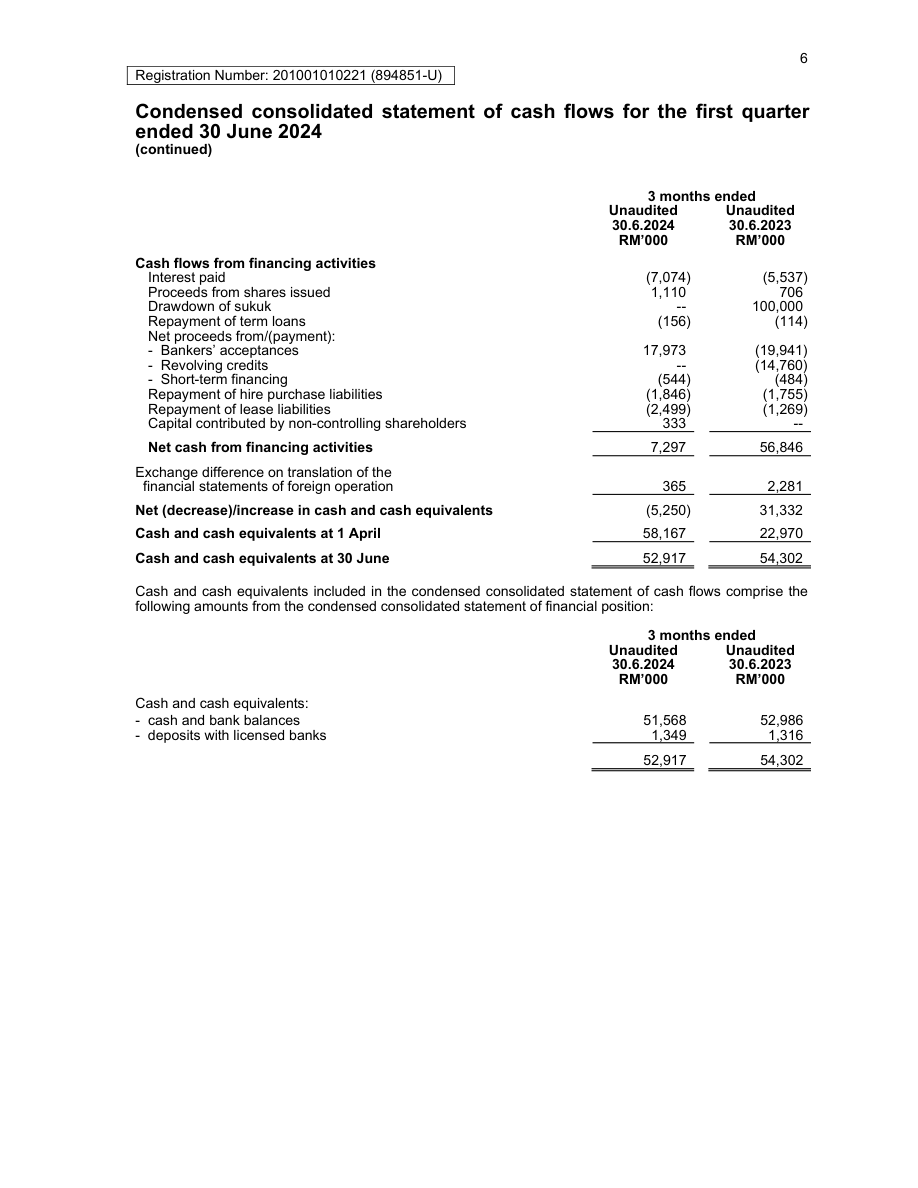 6
Registration Number: 201001010221 (894851-U)
Condensed consolidated statement of cash flows for the first quarter
ended 30 June 2024
(continued)
3 months ended
Unaudited Unaudited
30.6.2024 30.6.2023
RM’000 RM’000
Cash flows from financing activities
Interest paid (7,074) (5,537)
Proceeds from shares issued 1,110 706
Drawdown of sukuk -- 100,000
Repayment of term loans (156) (114)
Net proceeds from/(payment):
- Bankers’ acceptances 17,973 (19,941)
- Revolving credits -- (14,760)
- Short-term financing (544) (484)
Repayment of hire purchase liabilities (1,846) (1,755)
Repayment of lease liabilities (2,499) (1,269)
Capital contributed by non-controlling shareholders 333 --
Net cash from financing activities 7,297 56,846
Exchange difference on translation of the
financial statements of foreign operation 365 2,281
Net (decrease)/increase in cash and cash equivalents (5,250) 31,332
Cash and cash equivalents at 1 April 58,167 22,970
Cash and cash equivalents at 30 June 52,917 54,302
Cash and cash equivalents included in the condensed consolidated statement of cash flows comprise the
following amounts from the condensed consolidated statement of financial position:
3 months ended
Unaudited Unaudited
30.6.2024 30.6.2023
RM’000 RM’000
Cash and cash equivalents:
- cash and bank balances 51,568 52,986
- deposits with licensed banks 1,349 1,316
52,917 54,302